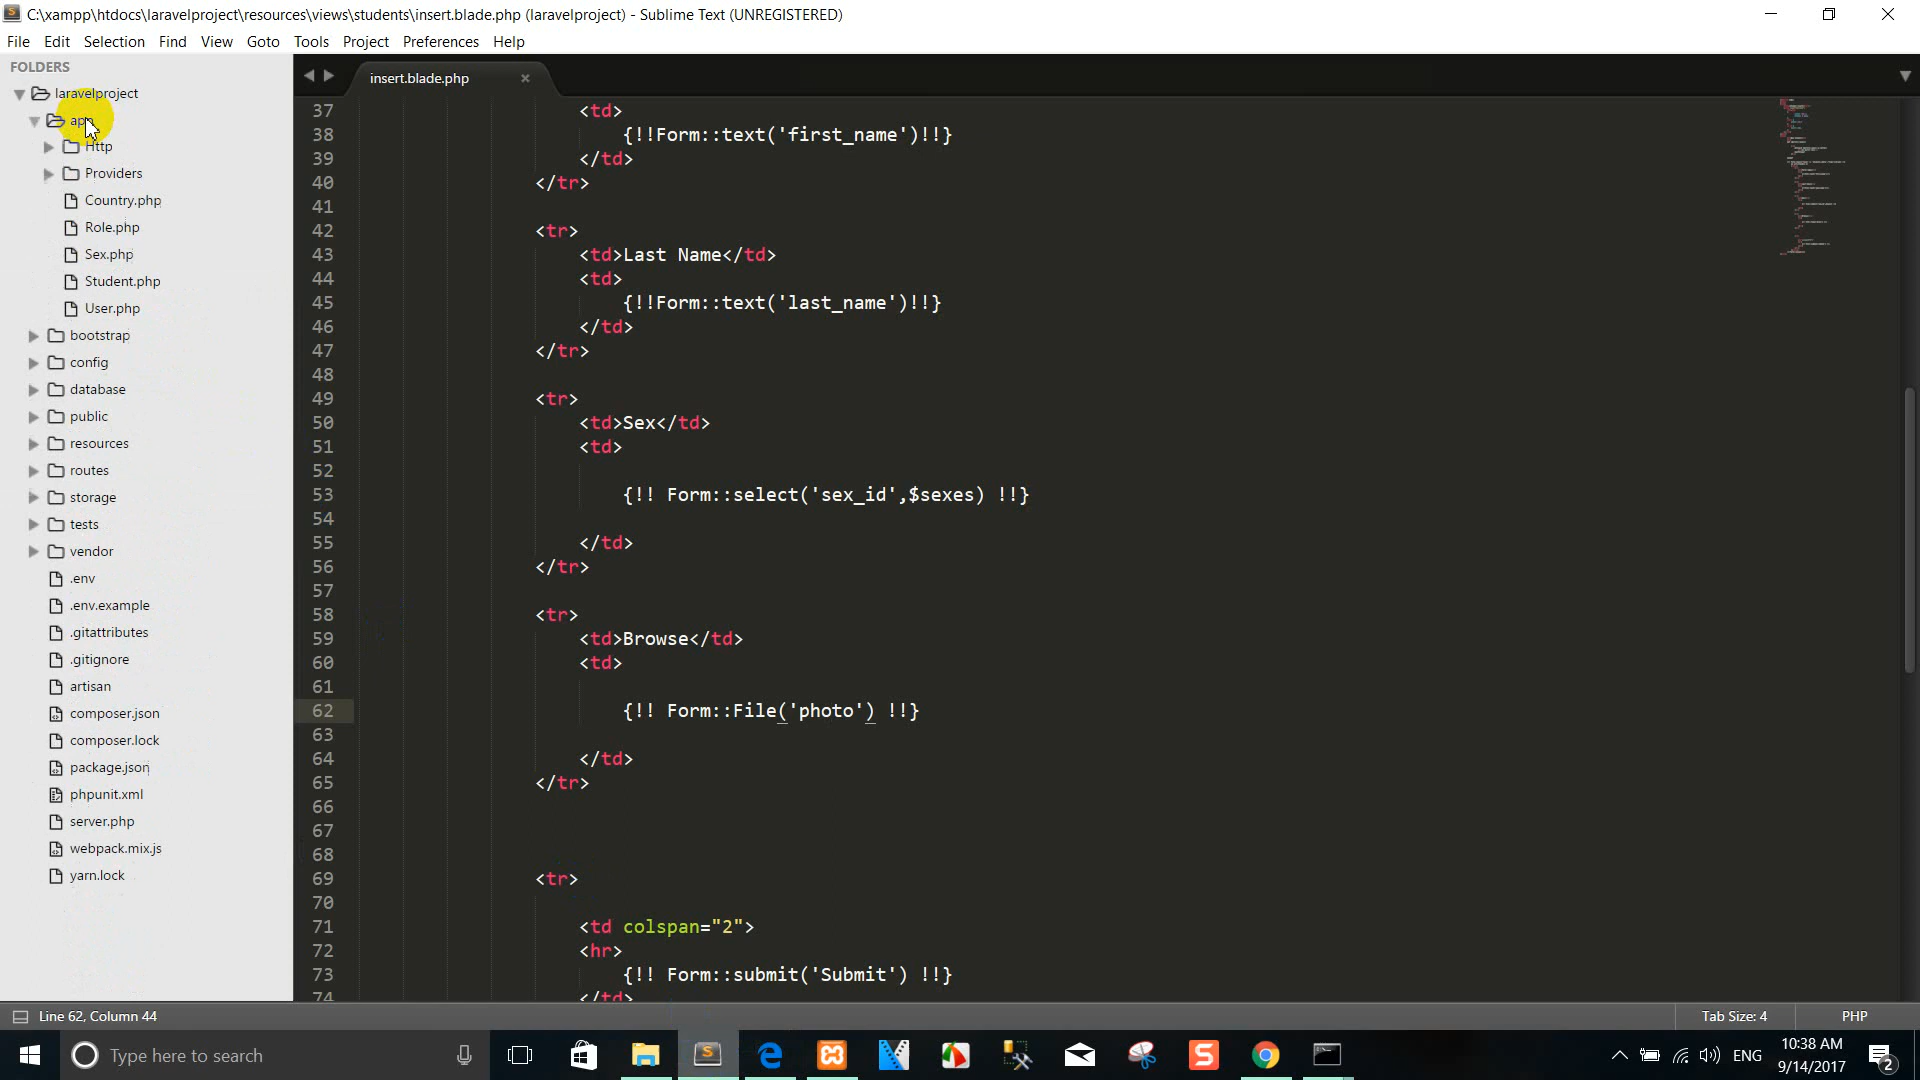 C:\xampp\htdocs\laravelproject\resources\views\students\insert.blade.php (laravelproject) - Sublime Text (UNREGISTERED)
File Edit Selection Find View Goto Tools Project Preferences Help
FOLDERS
laravelproject
app
Http
Providers
Country.php
Role.php
Sex.php
Student.php
User.php
bootstrap
config
database
public
resources
routes
storage
tests
vendor
.env
.env.example
.gitattributes
.gitignore
artisan
composer.json
composer.lock
package.json
phpunit.xml
server.php
webpack.mix.js
yarn.lock
insert.blade.php
37 <td>
38 {!!Form::text('first_name')!!}
39 </td>
40 </tr>
41
42 <tr>
43 <td>Last Name</td>
44 <td>
45 {!!Form::text('last_name')!!}
46 </td>
47 </tr>
48
49 <tr>
50 <td>Sex</td>
51 <td>
52
53 {!! Form::select('sex_id',$sexes) !!}
54
55 </td>
56 </tr>
57
58 <tr>
59 <td>Browse</td>
60 <td>
61
62 {!! Form::File('photo') !!}
63
64 </td>
65 </tr>
66
67
68
69 <tr>
70
71 <td colspan="2">
72 <hr>
73 {!! Form::submit('Submit') !!}
74 </td>
Line 62, Column 44
Tab Size: 4
PHP
Type here to search
ENG
10:38 AM
9/14/2017
2